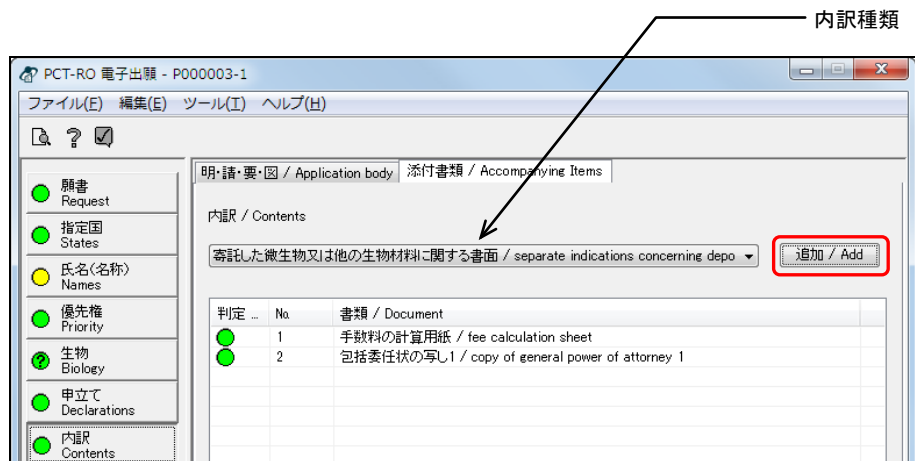 内訳種類
PCT-RO 電子出願 - P000003-1
ファイル(F) 編集(E) ツール(T) ヘルプ(H)
願書
Request
指定国
States
氏名(名称)
Names
優先権
Priority
生物
Biology
申立て
Declarations
内訳
Contents
明・請・要・図 / Application body 添付書類 / Accompanying Items
内訳 / Contents
寄託した微生物又は他の生物材料に関する書面 / separate indications concerning depo
追加 / Add
判定 ... No. 書類 / Document
1 手数料の計算用紙 / fee calculation sheet
2 包括委任状の写し1 / copy of general power of attorney 1